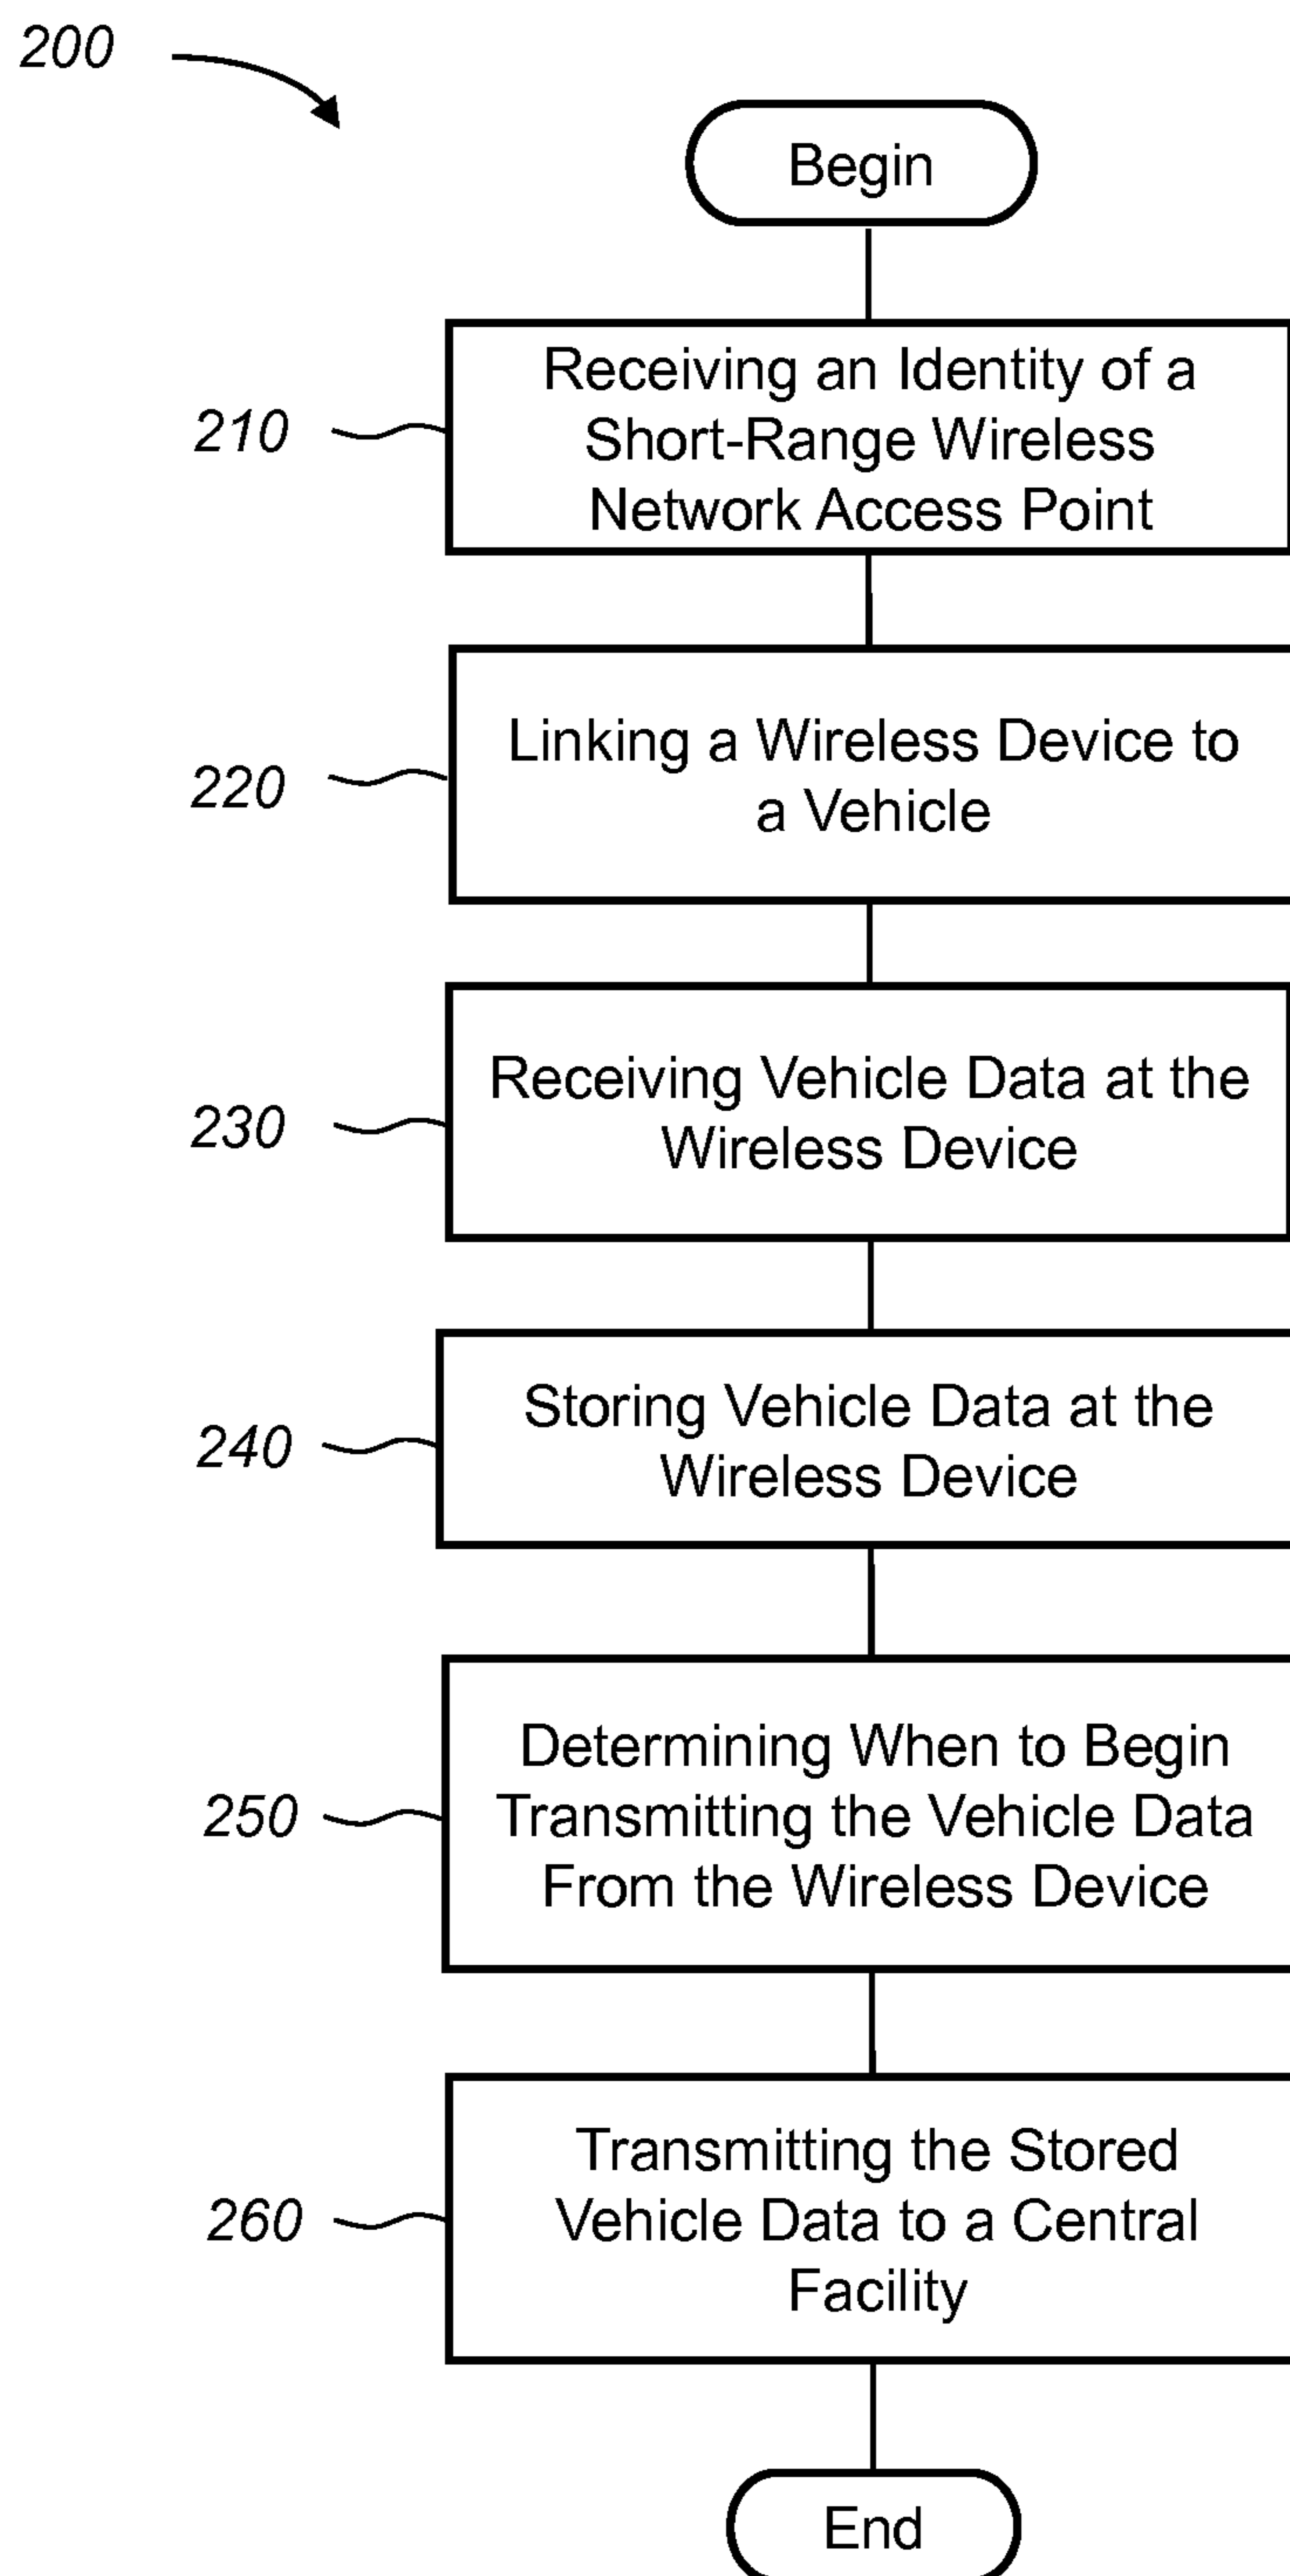 200
Begin
210
Receiving an Identity of a
Short-Range Wireless
Network Access Point
220
Linking a Wireless Device to
a Vehicle
230
Receiving Vehicle Data at the
Wireless Device
240
Storing Vehicle Data at the
Wireless Device
250
Determining When to Begin
Transmitting the Vehicle Data
From the Wireless Device
260
Transmitting the Stored
Vehicle Data to a Central
Facility
End